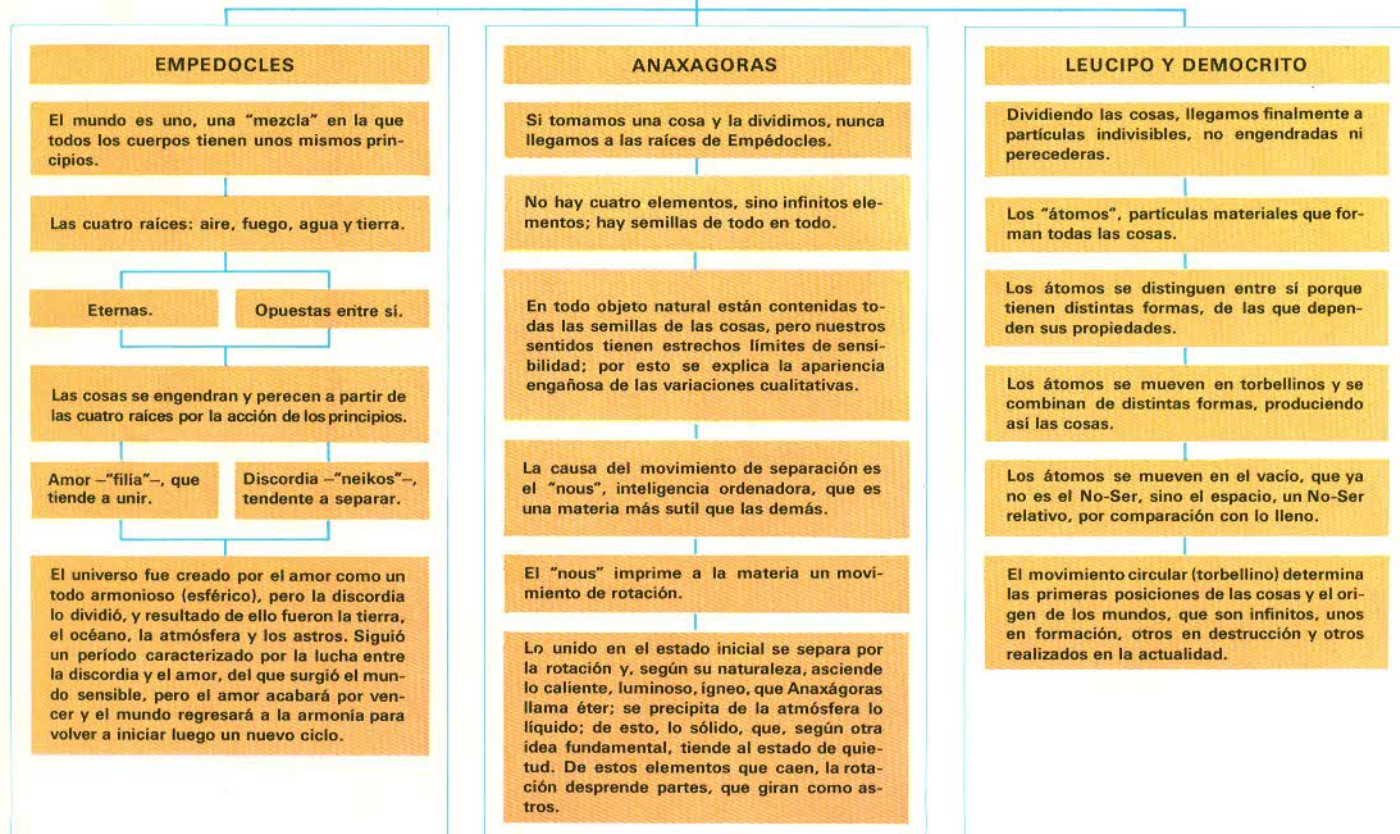 EMPEDOCLES
El mundo es uno, una "mezcla" en la que
todos los cuerpos tienen unos mismos prin-
cipios.
Las cuatro raíces: aire, fuego, agua y tierra.
Eternas.
Opuestas entre sí.
Las cosas se engendran y perecen a partir de
las cuatro raíces por la acción de los principios.
Amor —"filía"—, que
tiende a unir.
Discordia —"neikos"—,
tendente a separar.
El universo fue creado por el amor como un
todo armonioso (esférico), pero la discordia
lo dividió, y resultado de ello fueron la tierra,
el océano, la atmósfera y los astros. Siguió
un período caracterizado por la lucha entre
la discordia y el amor, del que surgió el mun-
do sensible, pero el amor acabará por ven-
cer y el mundo regresará a la armonía para
volver a iniciar luego un nuevo ciclo.
ANAXAGORAS
Si tomamos una cosa y la dividimos, nunca
llegamos a las raíces de Empédocles.
No hay cuatro elementos, sino infinitos ele-
mentos; hay semillas de todo en todo.
En todo objeto natural están contenidas to-
das las semillas de las cosas, pero nuestros
sentidos tienen estrechos límites de sensi-
bilidad; por esto se explica la apariencia
engañosa de las variaciones cualitativas.
La causa del movimiento de separación es
el "nous", inteligencia ordenadora, que es
una materia más sutil que las demás.
El "nous" imprime a la materia un movi-
miento de rotación.
Lo unido en el estado inicial se separa por
la rotación y, según su naturaleza, asciende
lo caliente, luminoso, ígneo, que Anaxágoras
llama éter; se precipita de la atmósfera lo
líquido; de esto, lo sólido, que, según otra
idea fundamental, tiende al estado de quie-
tud. De estos elementos que caen, la rota-
ción desprende partes, que giran como as-
tros.
LEUCIPO Y DEMOCRITO
Dividiendo las cosas, llegamos finalmente a
partículas indivisibles, no engendradas ni
perecederas.
Los "átomos", partículas materiales que for-
man todas las cosas.
Los átomos se distinguen entre sí porque
tienen distintas formas, de las que depen-
den sus propiedades.
Los átomos se mueven en torbellinos y se
combinan de distintas formas, produciendo
así las cosas.
Los átomos se mueven en el vacío, que ya
no es el No-Ser, sino el espacio, un No-Ser
relativo, por comparación con lo lleno.
El movimiento circular (torbellino) determina
las primeras posiciones de las cosas y el ori-
gen de los mundos, que son infinitos, unos
en formación, otros en destrucción y otros
realizados en la actualidad.